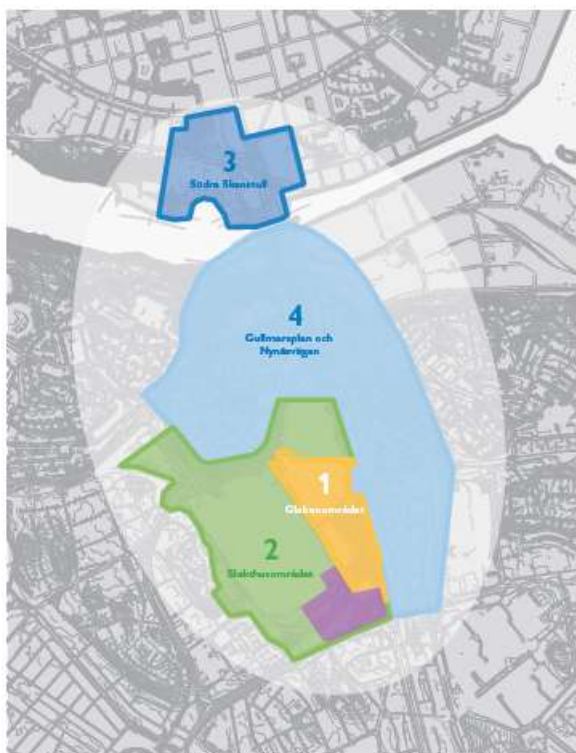 3
Södra Skanstull
4
Gullmarsplan och
Nynäsvägen
1
Globenområdet
2
Slakthusområdet